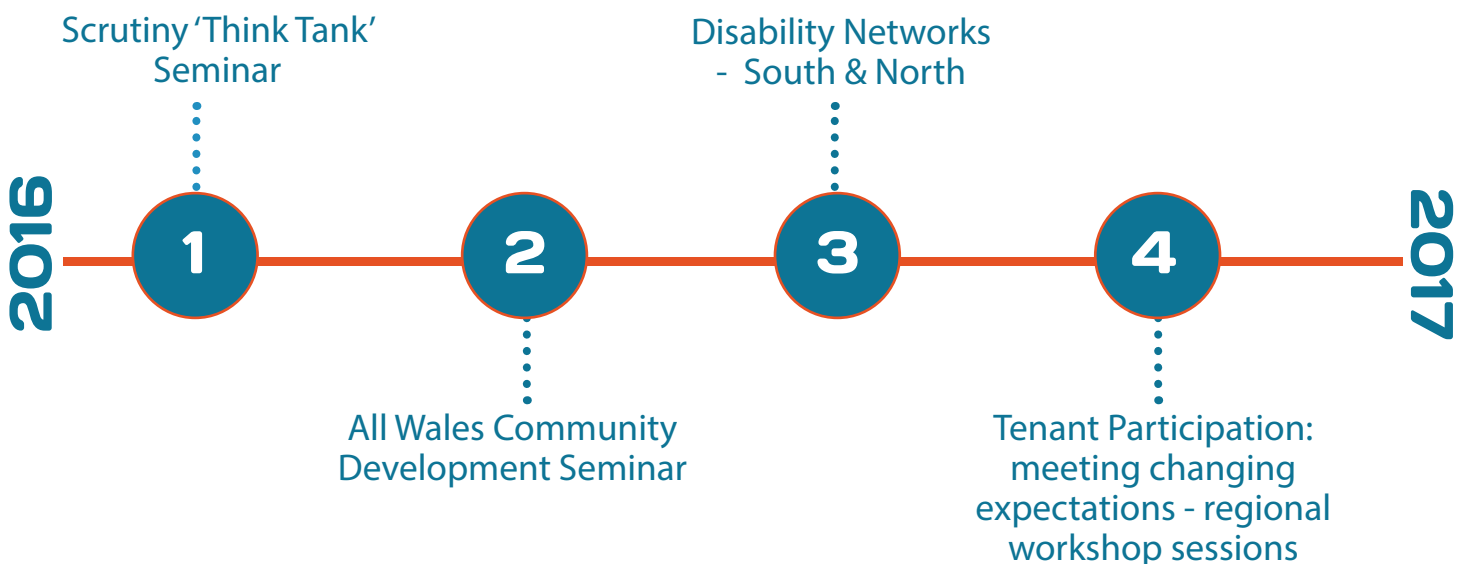 Scrutiny ‘Think Tank’
Seminar
Disability Networks
- South & North
2016
1
2
3
4
2017
All Wales Community
Development Seminar
Tenant Participation:
meeting changing
expectations - regional
workshop sessions